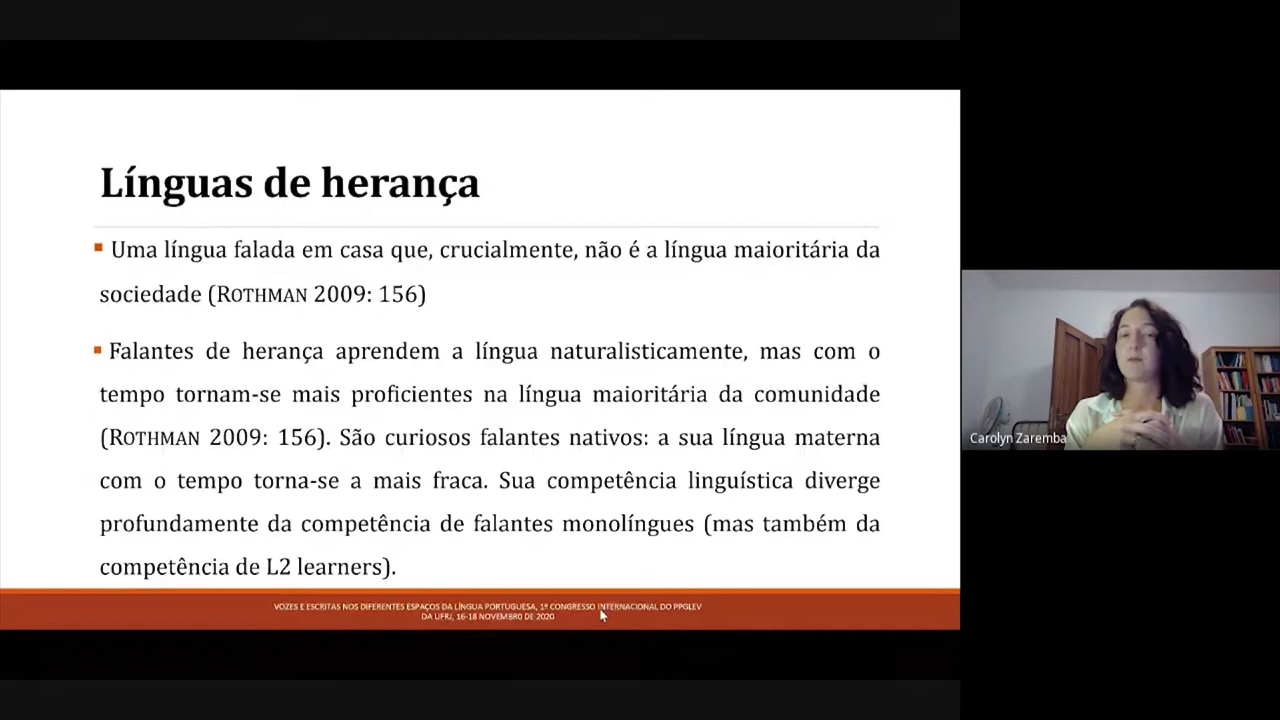 Línguas de herança
Uma língua falada em casa que, crucialmente, não é a língua maioritária da
sociedade (ROTHMAN 2009: 156)
Falantes de herança aprendem a língua naturalisticamente, mas com o
tempo tornam-se mais proficientes na língua maioritária da comunidade
(ROTHMAN 2009: 156). São curiosos falantes nativos: a sua língua materna
com o tempo torna-se a mais fraca. Sua competência linguística diverge
profundamente da competência de falantes monolíngues (mas também da
competência de L2 learners).
VOZES E ESCRITAS NOS DIFERENTES ESPAÇOS DA LÍNGUA PORTUGUESA, 1º CONGRESSO INTERNACIONAL DO PPGLEV
DA UFRJ, 16-18 NOVEMBRO DE 2020
Carolyn Zaremba